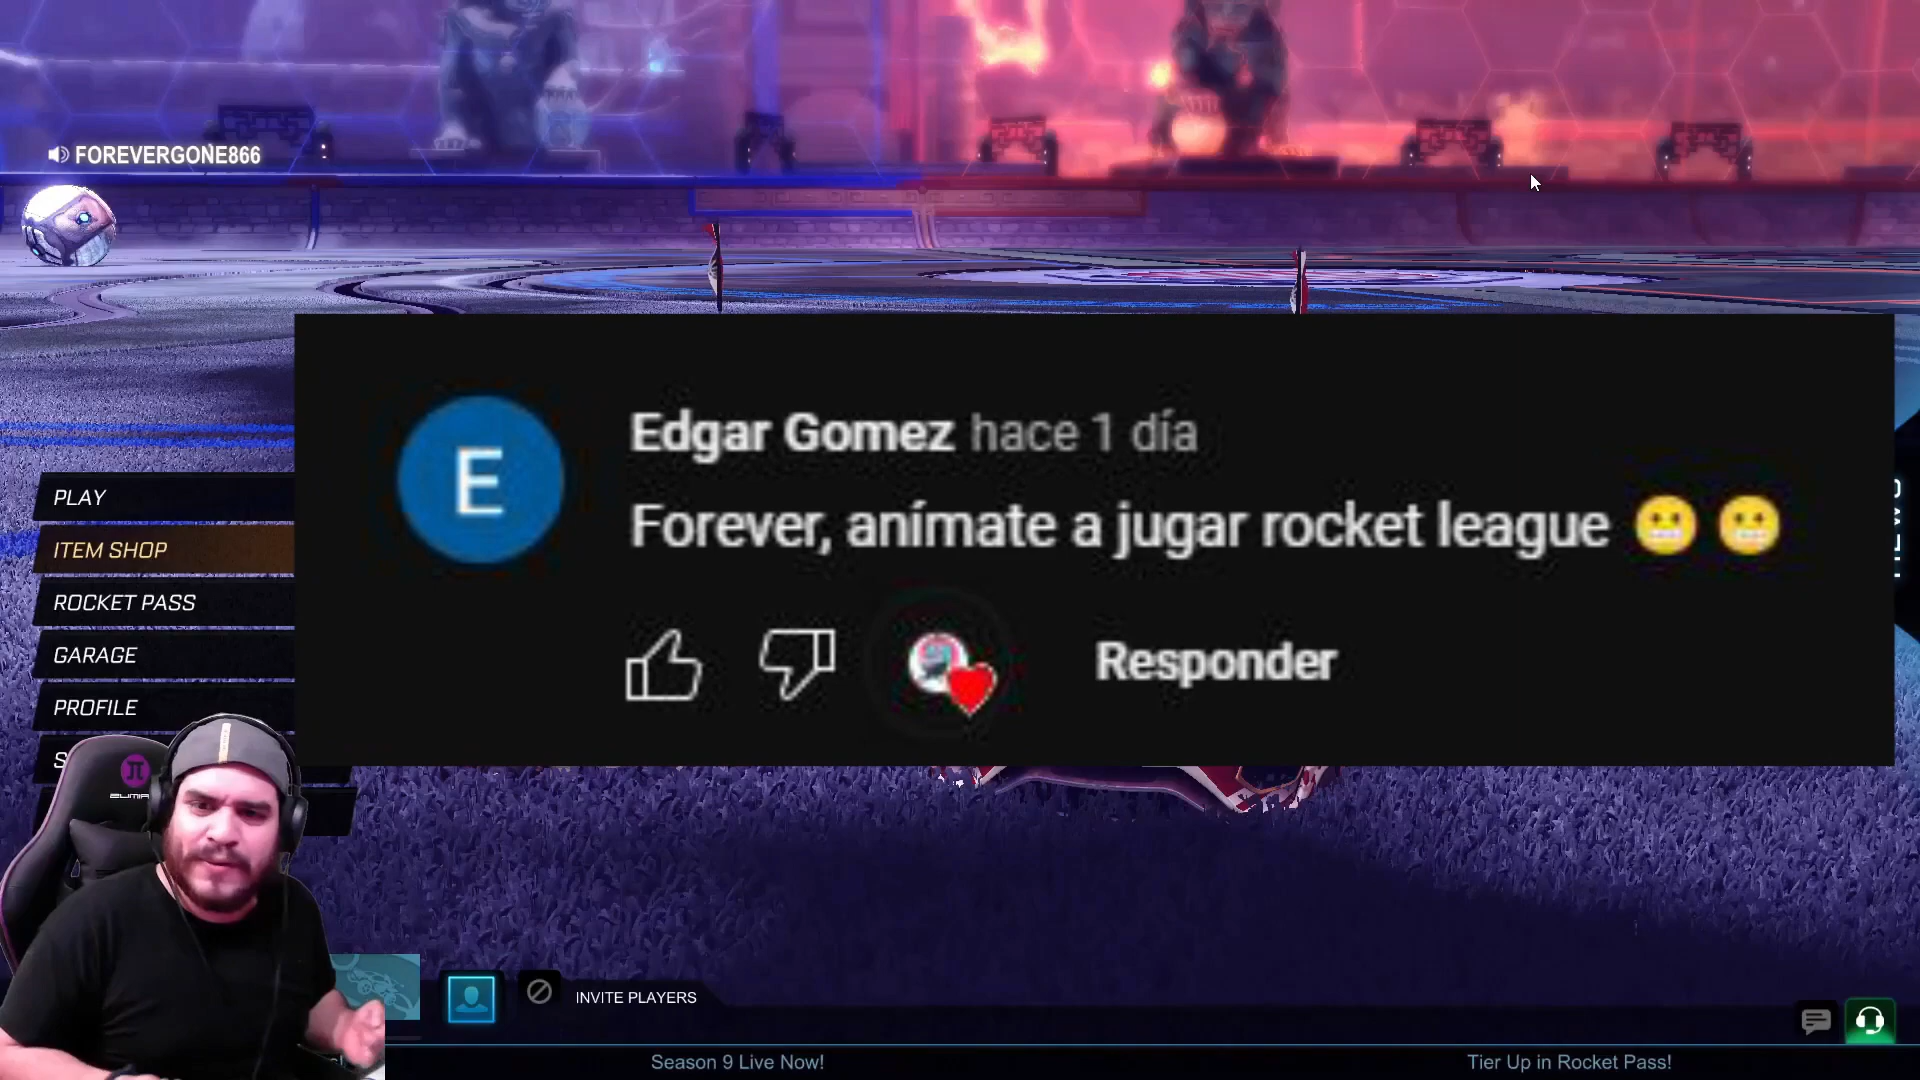 FOREVERGONE866
Edgar Gomez hace 1 día
Forever, anímate a jugar rocket league 😬 😬
Responder
E
PLAY
ITEM SHOP
ROCKET PASS
GARAGE
PROFILE
INVITE PLAYERS
Season 9 Live Now!
Tier Up in Rocket Pass!